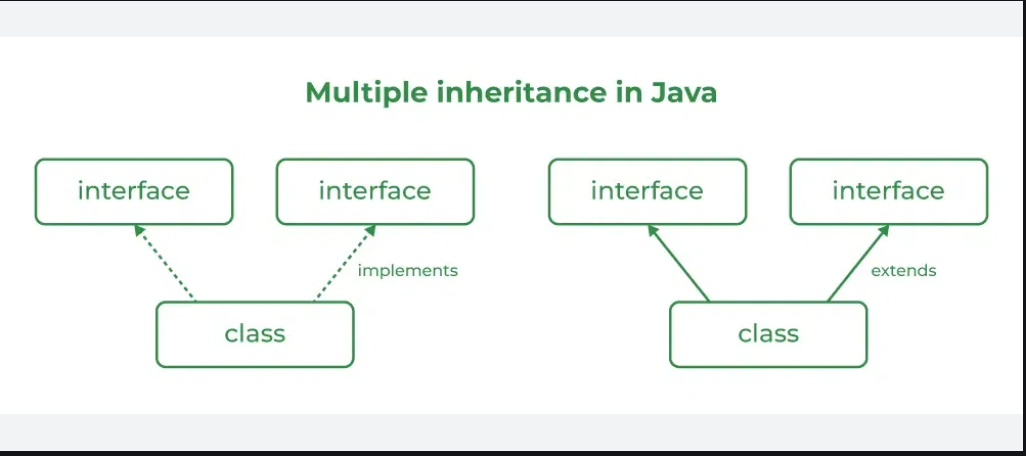 Multiple inheritance in Java
interface
interface
interface
interface
implements
extends
class
class